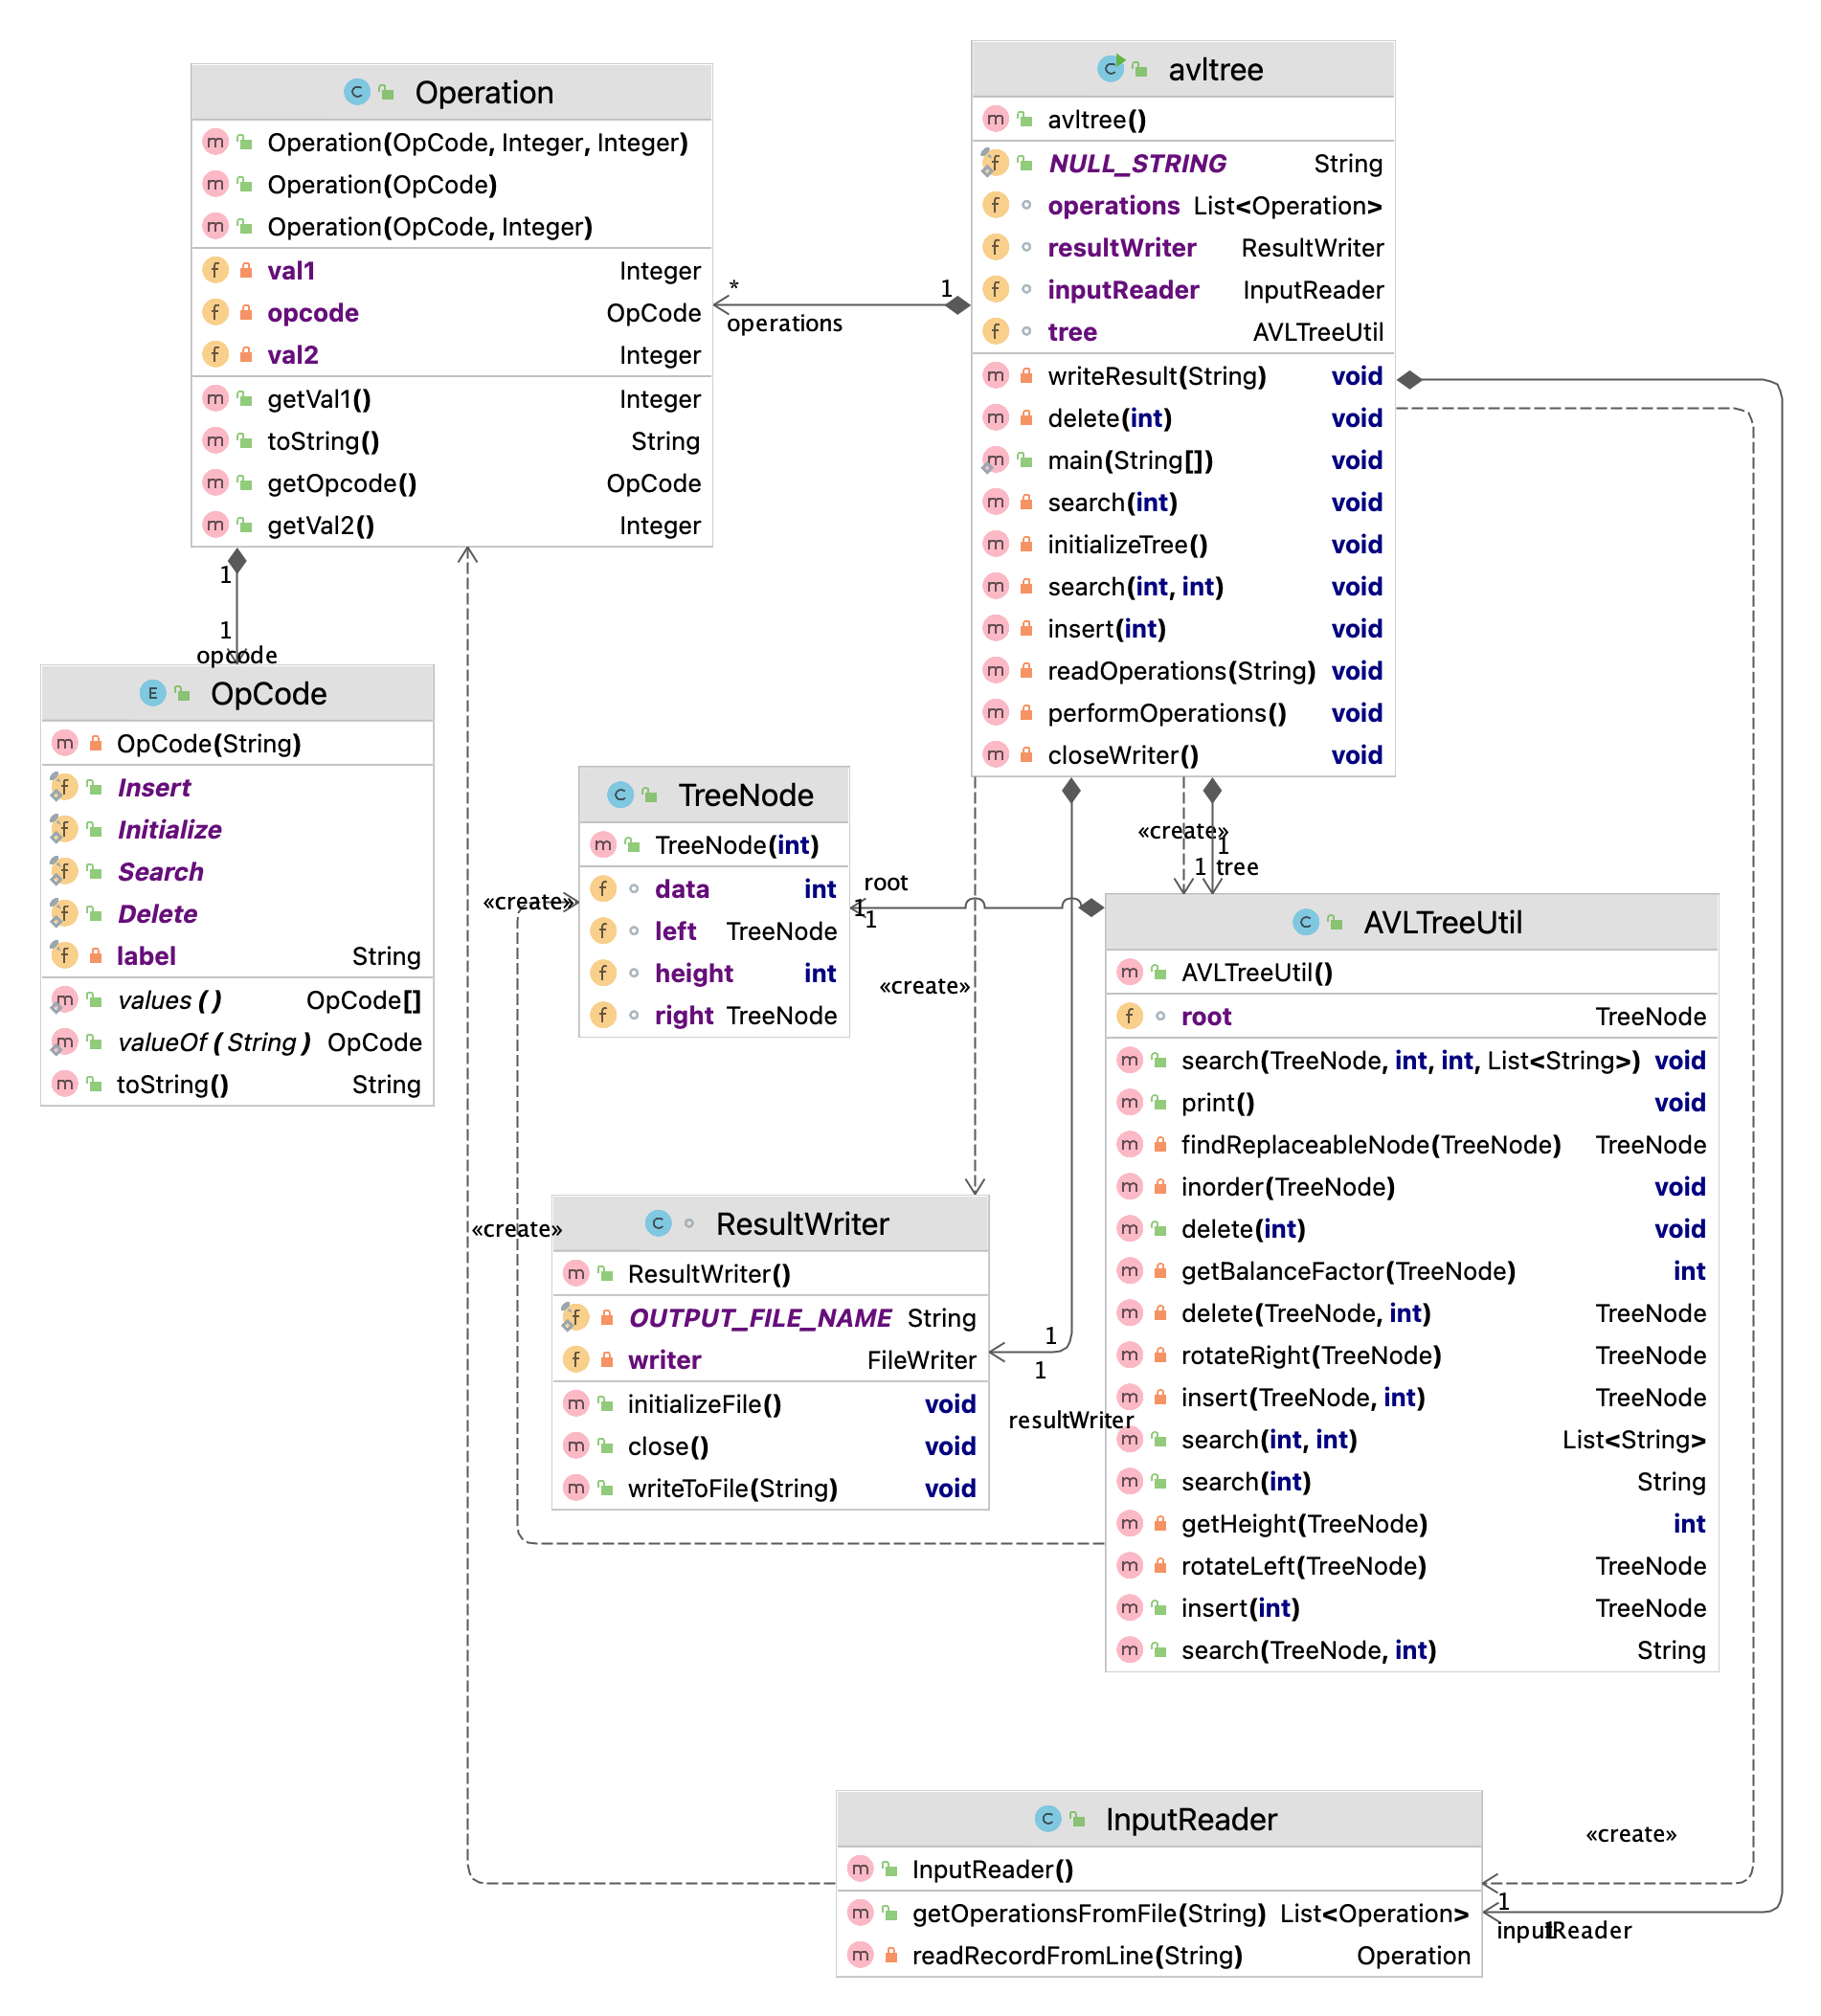 Operation
Operation(OpCode, Integer, Integer)
Operation(OpCode)
Operation(OpCode, Integer)
val1 Integer
opcode OpCode
val2 Integer
getVal1() Integer
toString() String
getOpcode() OpCode
getVal2() Integer
avltree
avltree()
NULL_STRING String
operations List<Operation>
resultWriter ResultWriter
inputReader InputReader
tree AVLTreeUtil
writeResult(String) void
delete(int) void
main(String[]) void
search(int) void
initializeTree() void
search(int, int) void
insert(int) void
readOperations(String) void
performOperations() void
closeWriter() void
* 1
operations
1
1
opcode
OpCode
OpCode(String)
Insert
Initialize
Search
Delete
label String
values() OpCode[]
valueOf(String) OpCode
toString() String
TreeNode
TreeNode(int)
data int
left TreeNode
height int
right TreeNode
«create»
root
1
1
«create»
«create»
1
1 tree
AVLTreeUtil
AVLTreeUtil()
root TreeNode
search(TreeNode, int, int, List<String>) void
print() void
findReplaceableNode(TreeNode) TreeNode
inorder(TreeNode) void
delete(int) void
getBalanceFactor(TreeNode) int
delete(TreeNode, int) TreeNode
rotateRight(TreeNode) TreeNode
insert(TreeNode, int) TreeNode
search(int, int) List<String>
search(int) String
getHeight(TreeNode) int
rotateLeft(TreeNode) TreeNode
insert(int) TreeNode
search(TreeNode, int) String
«create»
ResultWriter
ResultWriter()
OUTPUT_FILE_NAME String
writer FileWriter
initializeFile() void
close() void
writeToFile(String) void
1
1
resultWriter
InputReader
InputReader()
getOperationsFromFile(String) List<Operation>
readRecordFromLine(String) Operation
«create»
1
inputReader
1